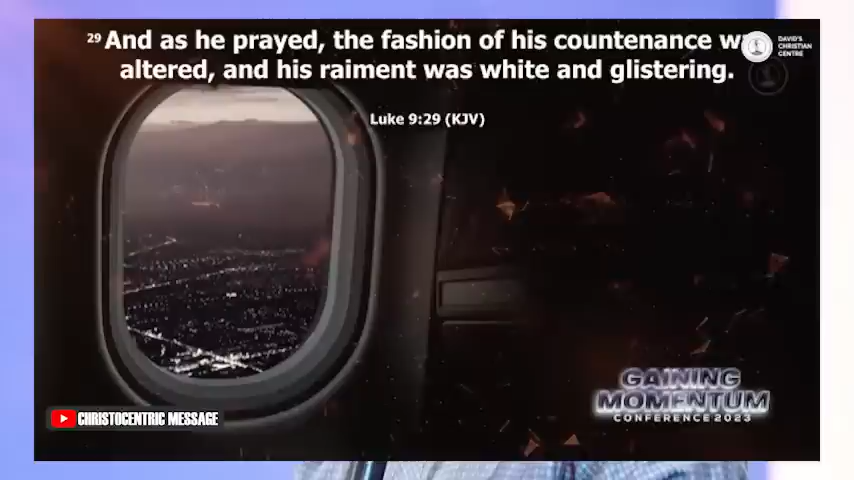 29 And as he prayed, the fashion of his countenance
altered, and his raiment was white and glistering.
DAVID'S
CHRISTIAN
CENTRE
Luke 9:29 (KJV)
GAINING
MOMENTUM
CONFERENCE 2023
CHRISTOCENTRIC MESSAGE